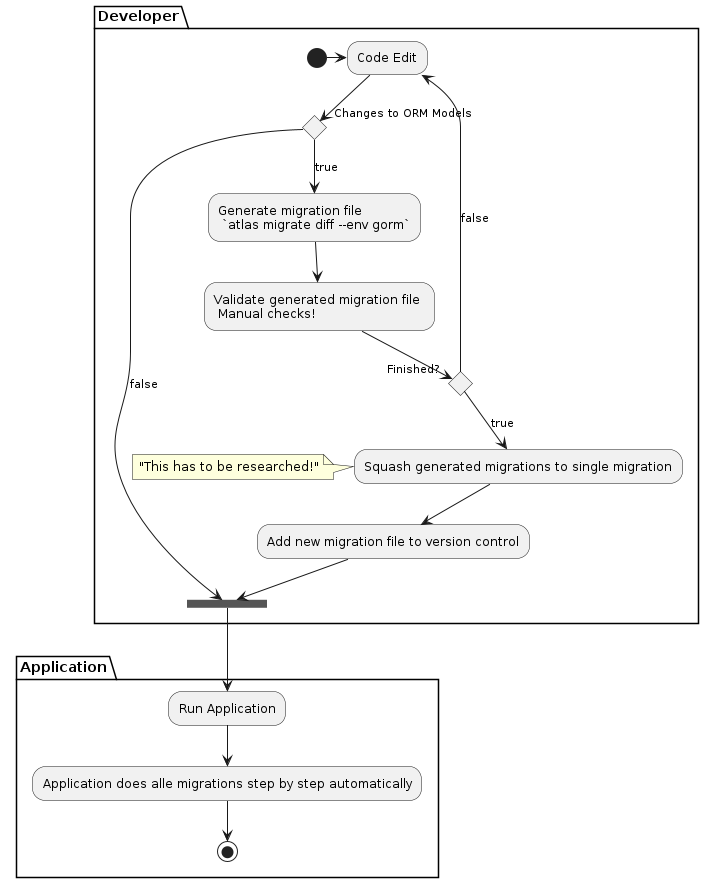 Developer
Code Edit
Changes to ORM Models
true
Generate migration file
`atlas migrate diff --env gorm`
false
Validate generated migration file
Manual checks!
Finished?
false
true
"This has to be researched!"
Squash generated migrations to single migration
Add new migration file to version control
Application
Run Application
Application does alle migrations step by step automatically